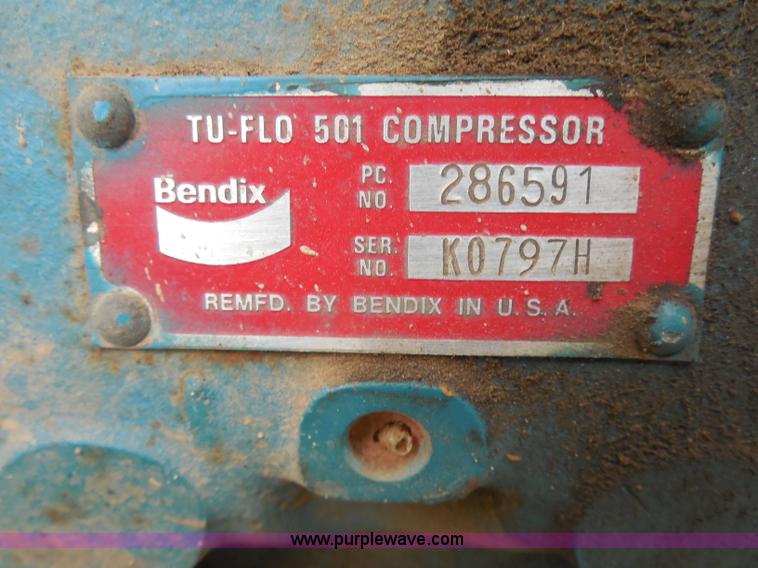 TU-FLO 501 COMPRESSOR
Bendix
PC. NO. 286591
SER. NO. K0797H
REMFD. BY BENDIX IN U.S.A.
www.purplewave.com